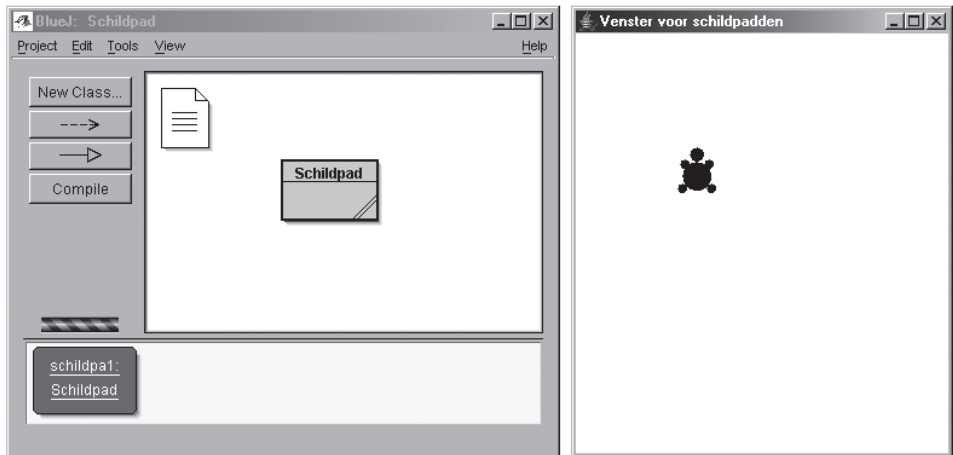 BlueJ: Schildpad
Project Edit Tools View Help
New Class...
Compile
Schildpad
schildpa1:
Schildpad
Venster voor schildpadden